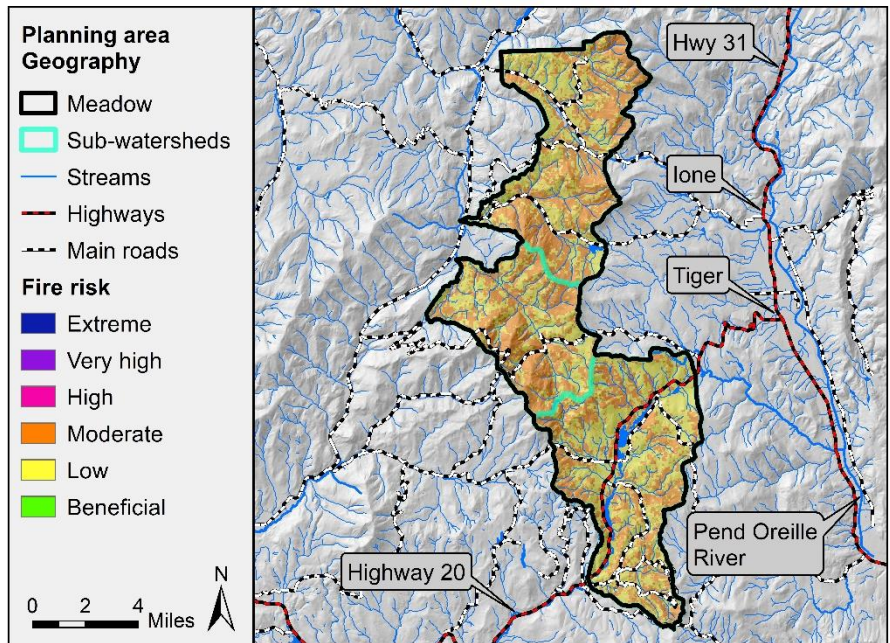 Planning area
Geography
Meadow
Sub-watersheds
Streams
Highways
Main roads
Fire risk
Extreme
Very high
High
Moderate
Low
Beneficial
N
0 2 4
Miles
Hwy 31
Ione
Tiger
Pend Oreille
River
Highway 20